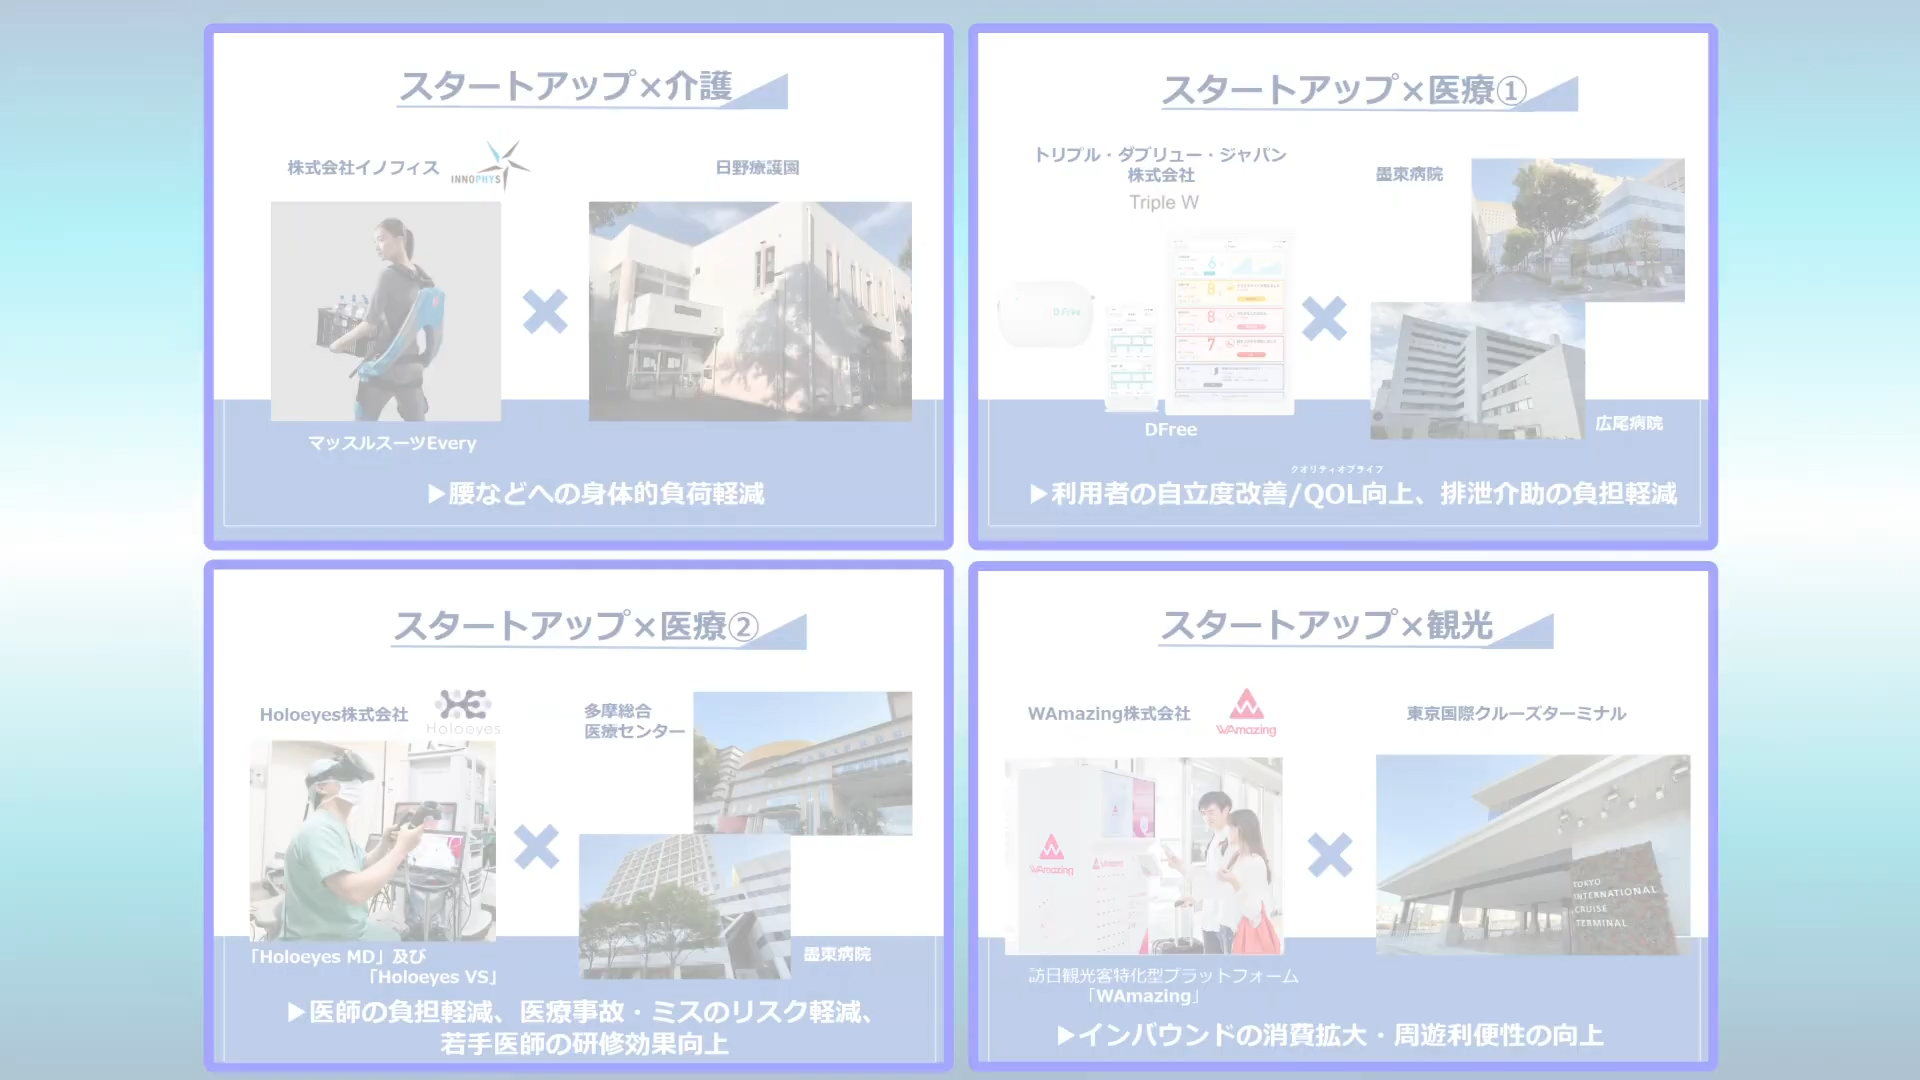 スタートアップ×介護
株式会社イノフィス
INNOPHYS
日野療護園
マッスルスーツEvery
▶腰などへの身体的負荷軽減
スタートアップ×医療①
トリプル・ダブリュー・ジャパン
株式会社
Triple W
墨東病院
D Free
DFree
広尾病院
クオリティオブライフ
▶利用者の自立度改善/QOL向上、排泄介助の負担軽減
スタートアップ×医療②
Holoeyes株式会社
Holoeyes
多摩総合
医療センター
「Holoeyes MD」及び
「Holoeyes VS」
墨東病院
▶医師の負担軽減、医療事故・ミスのリスク軽減、
若手医師の研修効果向上
スタートアップ×観光
WAmazing株式会社
WAmazing
東京国際クルーズターミナル
WAmazing
WAmazing
TOKYO
INTERNATIONAL
CRUISE
TERMINAL
訪日観光客特化型プラットフォーム
「WAmazing」
▶インバウンドの消費拡大・周遊利便性の向上